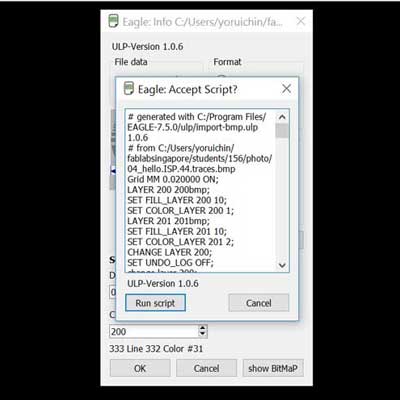 Eagle: Info C:/Users/yoruichin/fa...
ULP-Version 1.0.6
File data
Format
Eagle: Accept Script?
# generated with C:/Program Files/
EAGLE-7.5.0/ulp/import-bmp.ulp
1.0.6
# from C:/Users/yoruichin/
fablabsingapore/students/156/photo/
04_hello.ISP.44.traces.bmp
Grid MM 0.020000 ON;
LAYER 200 200bmp;
SET FILL_LAYER 200 10;
SET COLOR_LAYER 200 1;
LAYER 201 201bmp;
SET FILL_LAYER 201 10;
SET COLOR_LAYER 201 2;
CHANGE LAYER 200;
SET UNDO_LOG OFF;
change layer 200;
ULP-Version 1.0.6
Run script
Cancel
200
333 Line 332 Color #31
OK
Cancel
show BitMaP